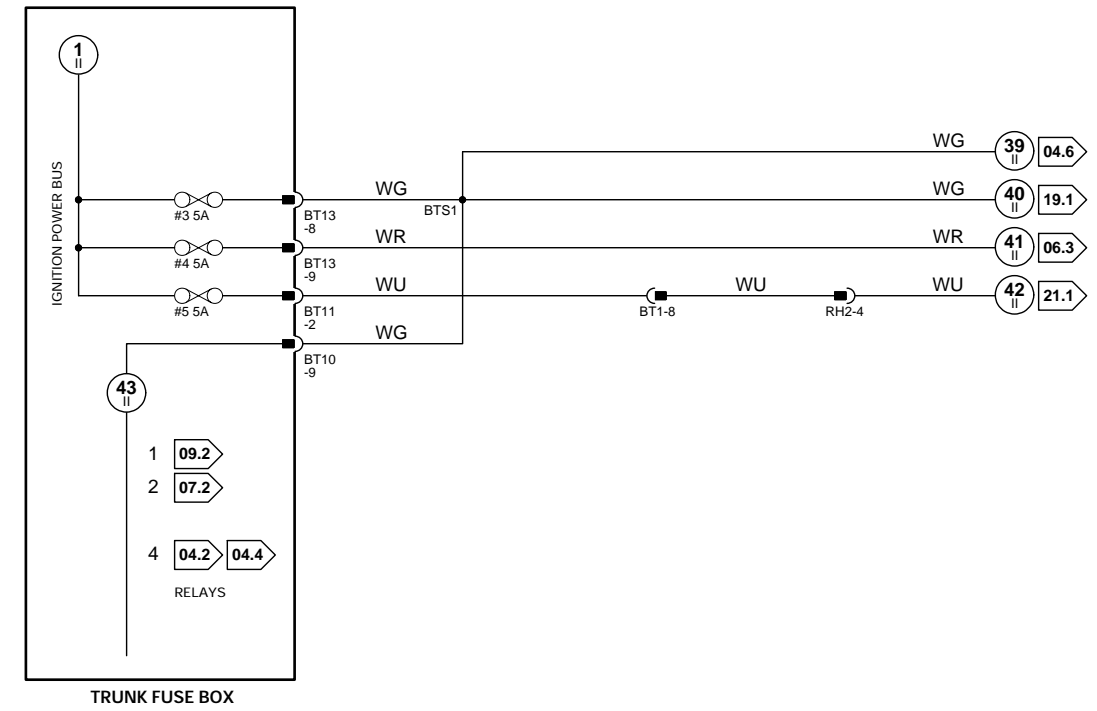 1
II
IGNITION POWER BUS
WG
39
II
04.6
#3 5A
BT13
-8
WG
BTS1
WG
40
II
19.1
#4 5A
BT13
-9
WR
WR
41
II
06.3
#5 5A
BT11
-2
WU
BT1-8
WU
RH2-4
WU
42
II
21.1
BT10
-9
WG
43
II
1 09.2
2 07.2
4 04.2 04.4
RELAYS
TRUNK FUSE BOX